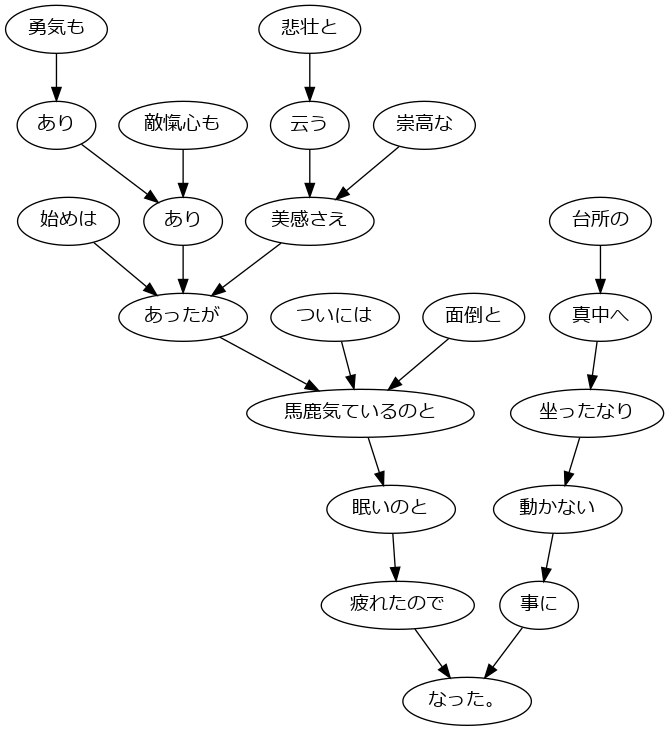 勇気も
悲壮と
あり
敵愾心も
云う
崇高な
始めは
あり
美感さえ
台所の
あったが
ついには
面倒と
真中へ
馬鹿気ているのと
坐ったなり
眠いのと
動かない
疲れたので
事に
なった。